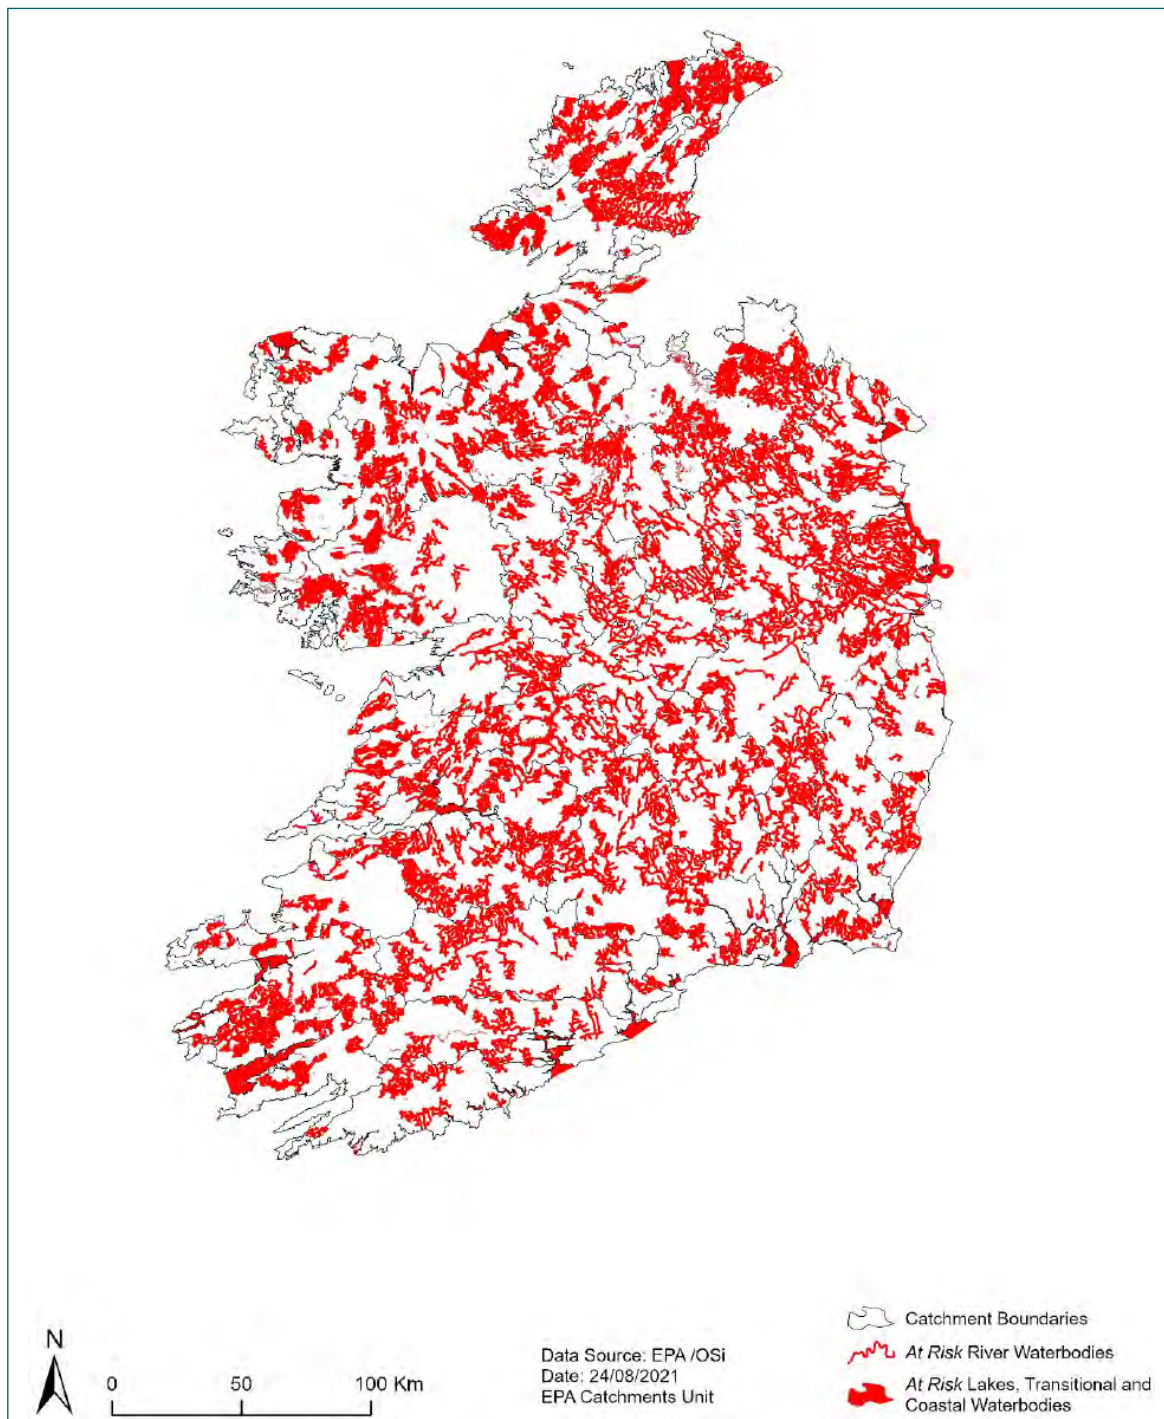 N
0 50 100 Km
Data Source: EPA /OSi
Date: 24/08/2021
EPA Catchments Unit
Catchment Boundaries
At Risk River Waterbodies
At Risk Lakes, Transitional and
Coastal Waterbodies